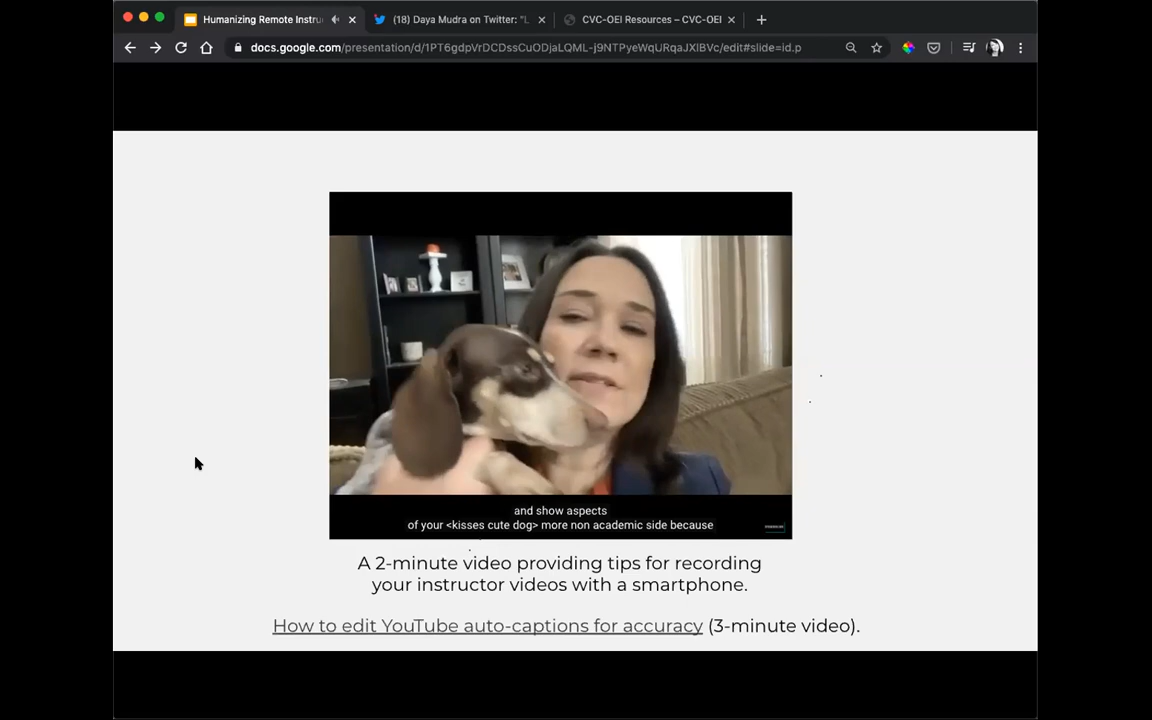 Humanizing Remote Instru
(18) Daya Mudra on Twitter: "L
CVC-OEI Resources – CVC-OEI
docs.google.com/presentation/d/1PT6gdpVrDCDssCuODjaLQML-j9NTPyeWqURqaJXlBVc/edit#slide=id.p
and show aspects
of your <kisses cute dog> more non academic side because
A 2-minute video providing tips for recording
your instructor videos with a smartphone.
How to edit YouTube auto-captions for accuracy (3-minute video).